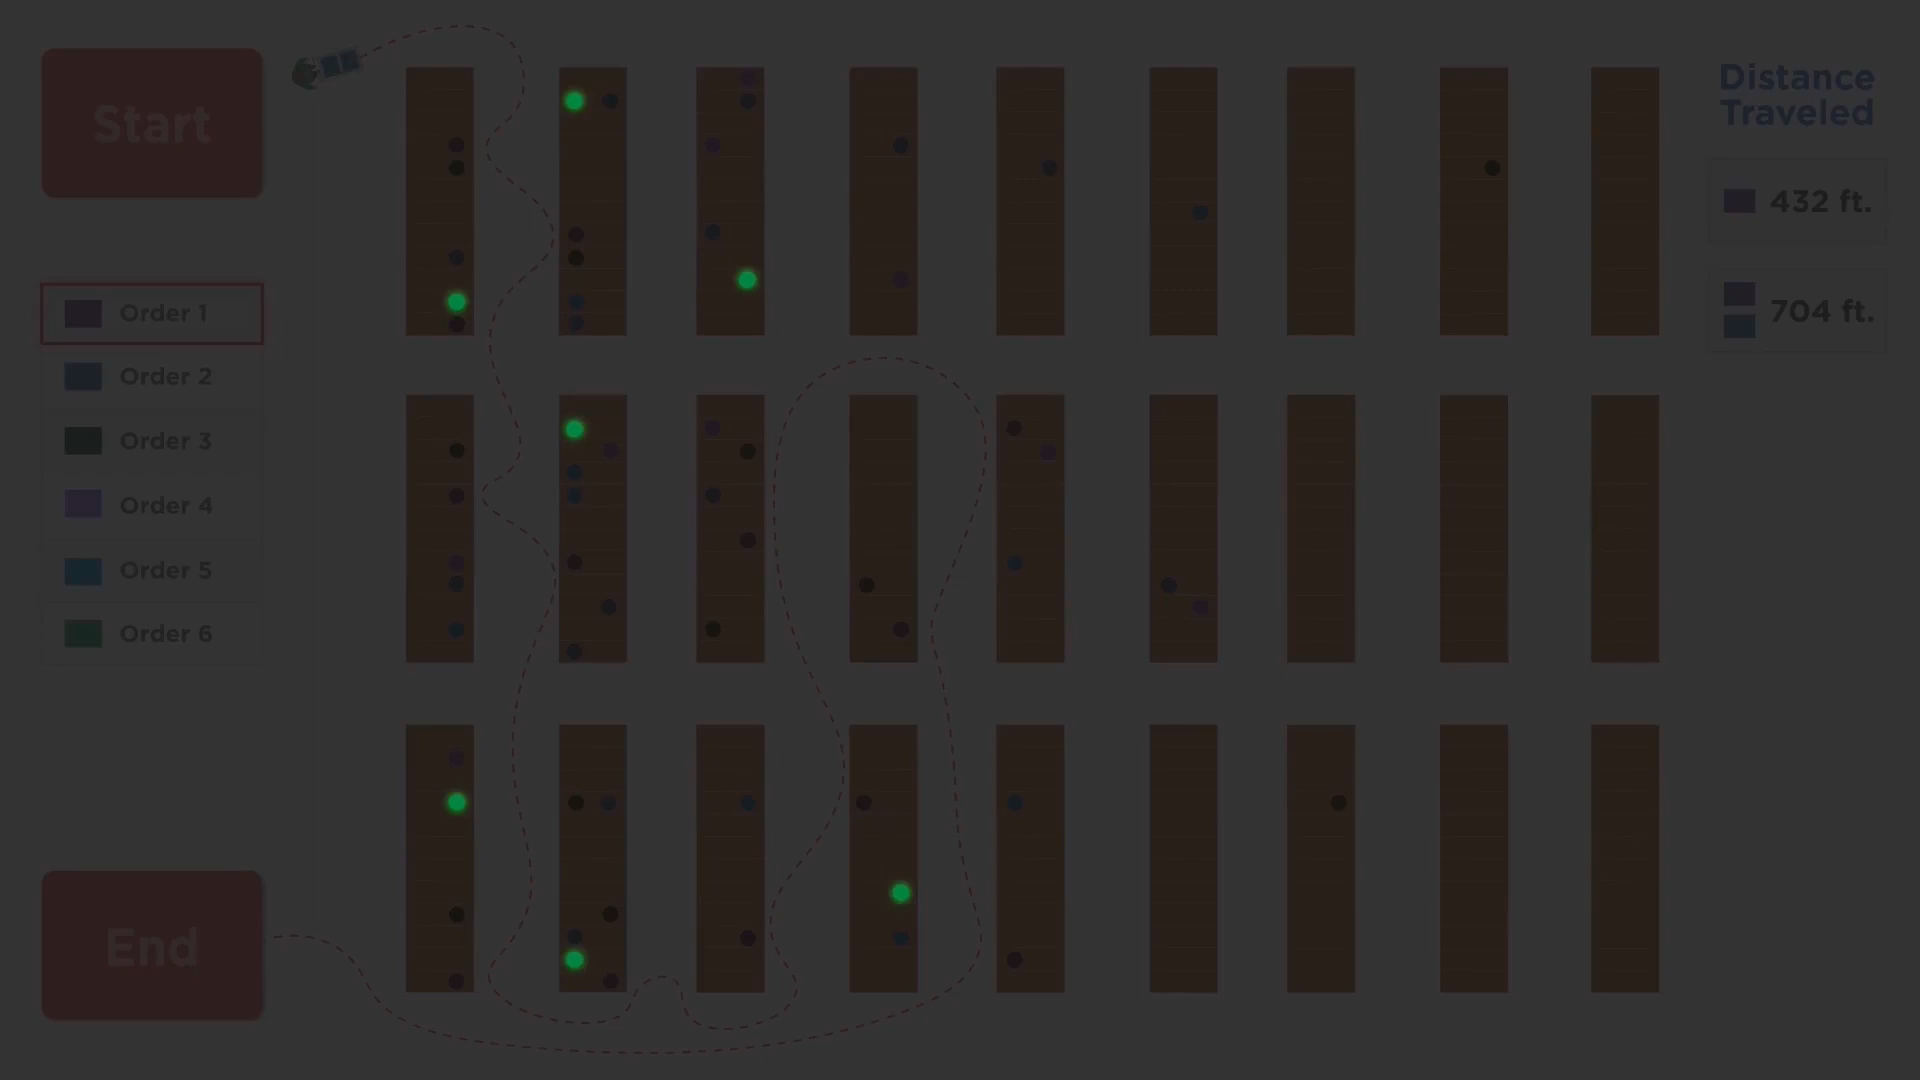 Start
Order 1
Order 2
Order 3
Order 4
Order 5
Order 6
End
Distance
Traveled
432 ft.
704 ft.